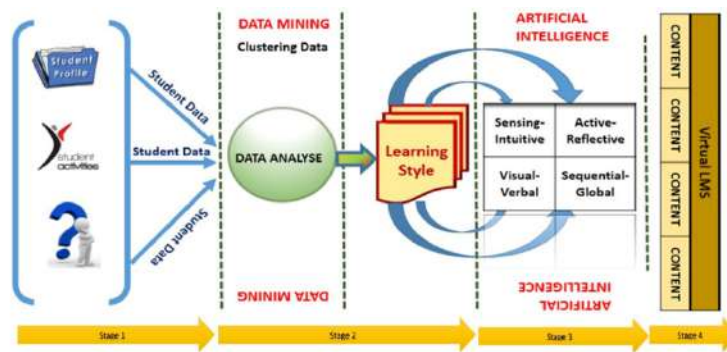 Student
Profile
student
activities
Student Data
Student Data
Student Data
DATA MINING
Clustering Data
DATA ANALYSE
DATA MINING
Learning
Style
ARTIFICIAL
INTELLIGENCE
Sensing-
Intuitive
Active-
Reflective
Visual-
Verbal
Sequential-
Global
ARTIFICIAL
INTELLIGENCE
CONTENT
CONTENT
CONTENT
CONTENT
Virtual LMS
Stage 1
Stage 2
Stage 3
Stage 4